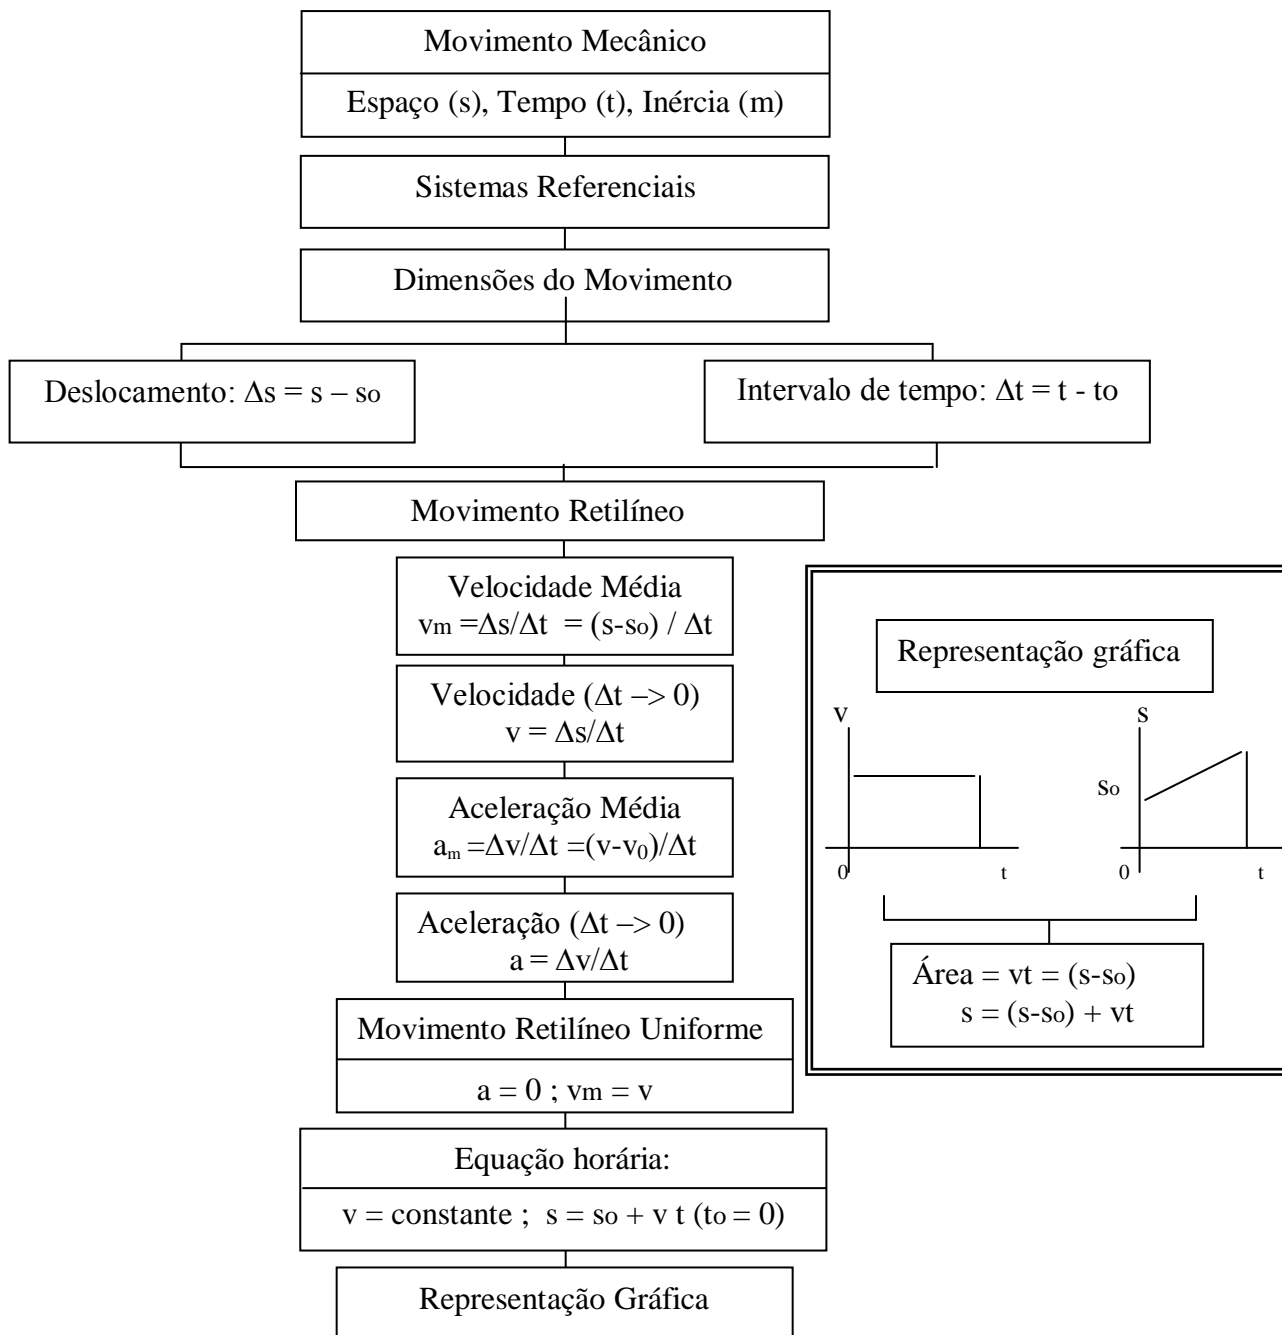 Movimento Mecânico
Espaço (s), Tempo (t), Inércia (m)
Sistemas Referenciais
Dimensões do Movimento
Deslocamento: Δs = s – so
Intervalo de tempo: Δt = t - to
Movimento Retilíneo
Velocidade Média
vm =Δs/Δt = (s-so) / Δt
Velocidade (Δt –> 0)
v = Δs/Δt
Aceleração Média
am =Δv/Δt =(v-v0)/Δt
Aceleração (Δt –> 0)
a = Δv/Δt
Movimento Retilíneo Uniforme
a = 0 ; vm = v
Equação horária:
v = constante ; s = so + v t (to = 0)
Representação Gráfica
Representação gráfica
v
0
t
s
so
0
t
Área = vt = (s-so)
s = (s-so) + vt